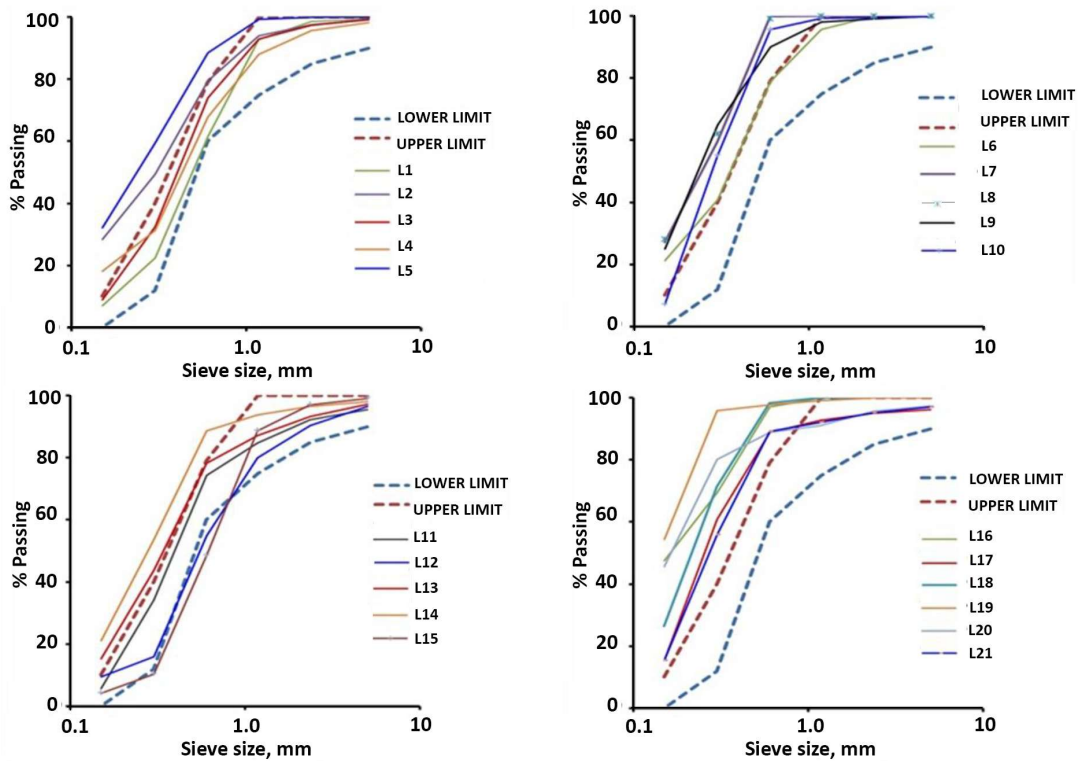 100
80
60
40
20
0
% Passing
0.1
1.0
10
Sieve size, mm
LOWER LIMIT
UPPER LIMIT
L1
L2
L3
L4
L5
100
80
60
40
20
0
% Passing
0.1
1.0
10
Sieve size, mm
LOWER LIMIT
UPPER LIMIT
L6
L7
L8
L9
L10
100
80
60
40
20
0
% Passing
0.1
1.0
10
Sieve size, mm
LOWER LIMIT
UPPER LIMIT
L11
L12
L13
L14
L15
100
80
60
40
20
0
% Passing
0.1
1.0
10
Sieve size, mm
LOWER LIMIT
UPPER LIMIT
L16
L17
L18
L19
L20
L21